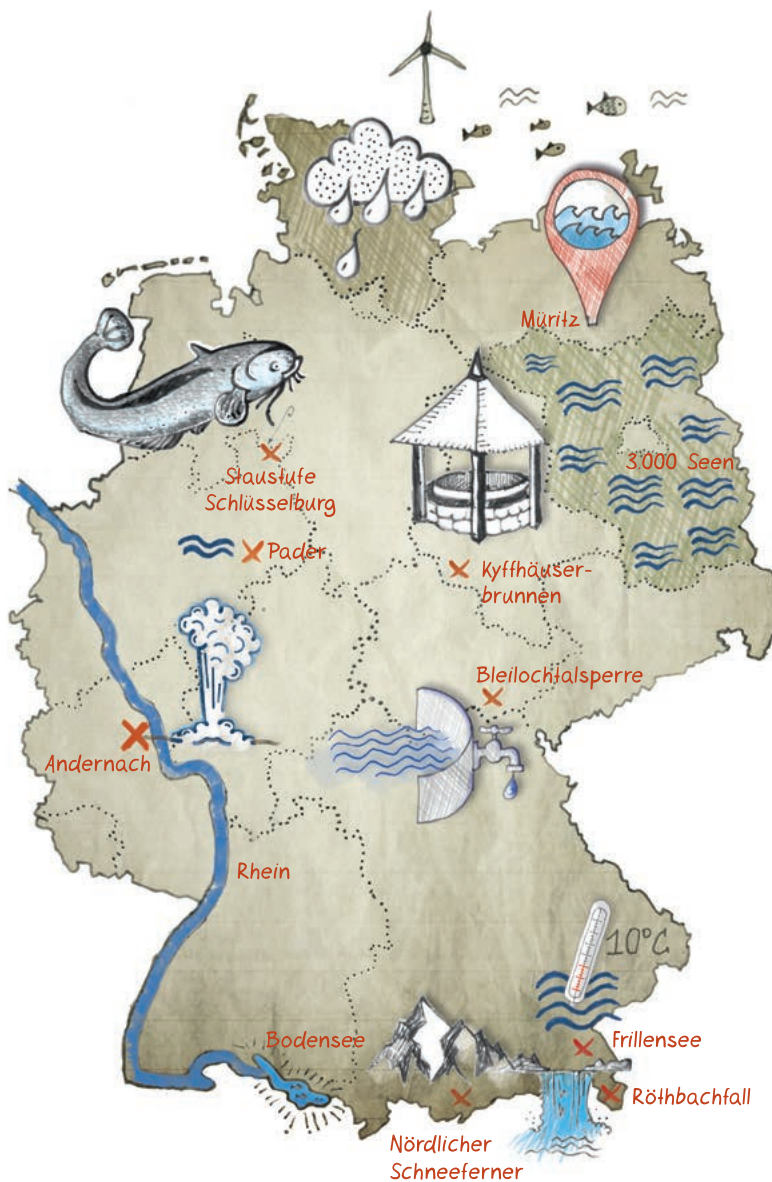 Müritz
3.000 Seen
Staustufe
Schlüsselburg
Pader
Kyffhäuser-
brunnen
Bleilochtalsperre
Andernach
Rhein
10°C
Bodensee
Frillensee
Röthbachfall
Nördlicher
Schneeferner